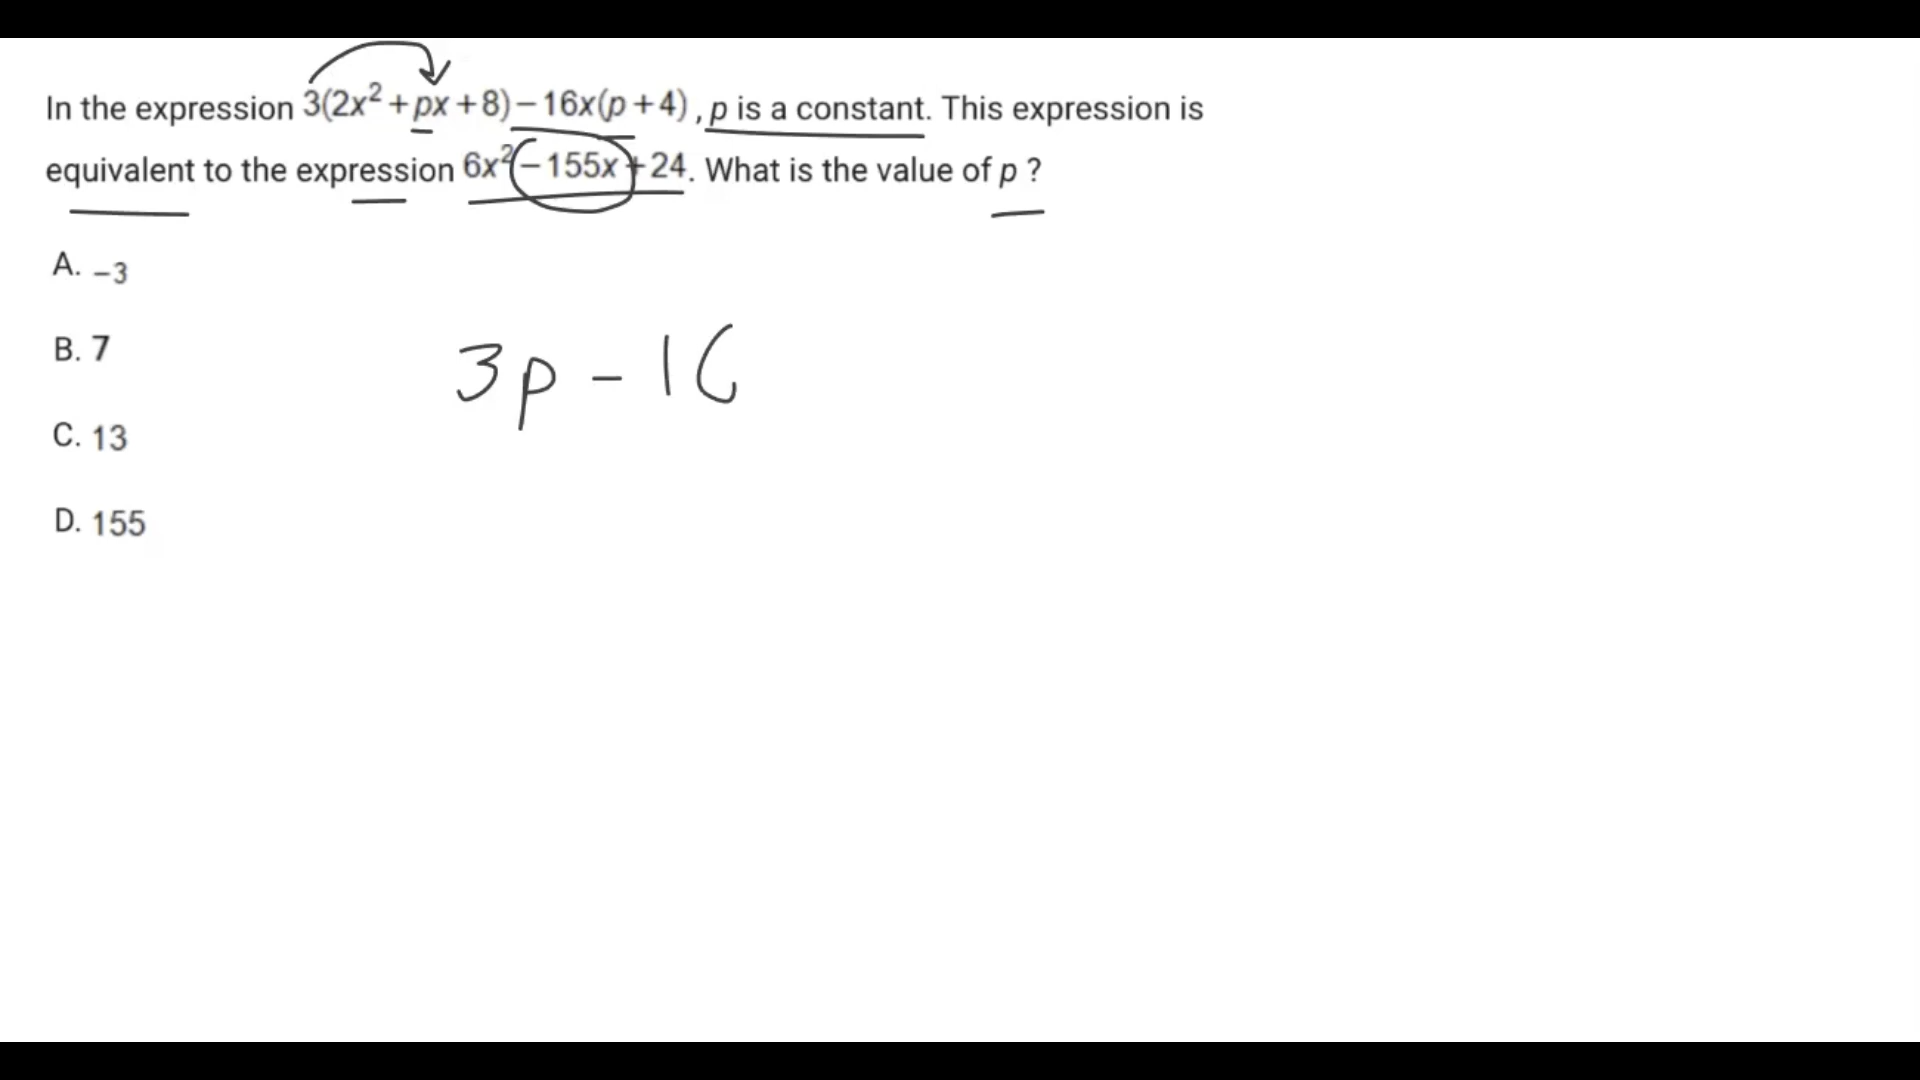 In the expression 3(2x²+px+8)−16x(p+4), p is a constant. This expression is
equivalent to the expression 6x²−155x+24. What is the value of p ?
A. −3
B. 7
C. 13
D. 155
3p − 16